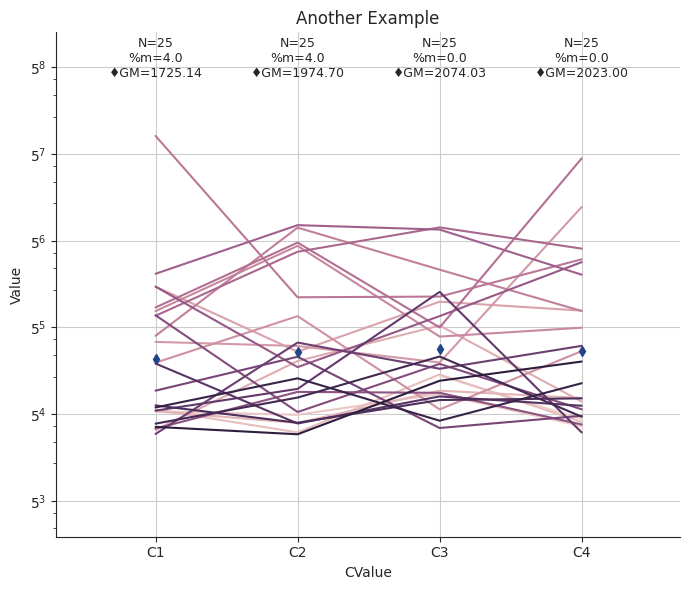 Another Example
N=25 N=25 N=25 N=25
%m=4.0 %m=4.0 %m=0.0 %m=0.0
♦GM=1725.14 ♦GM=1974.70 ♦GM=2074.03 ♦GM=2023.00
5⁸
5⁷
5⁶
5⁵
5⁴
5³
Value
C1 C2 C3 C4
CValue